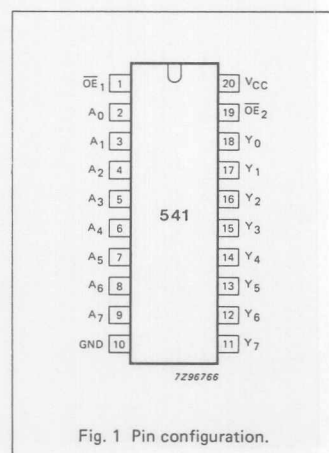 OE1 1 20 VCC
A0 2 19 OE2
A1 3 18 Y0
A2 4 17 Y1
A3 5 16 Y2
541
A4 6 15 Y3
A5 7 14 Y4
A6 8 13 Y5
A7 9 12 Y6
GND 10 11 Y7
7Z96766
Fig. 1 Pin configuration.